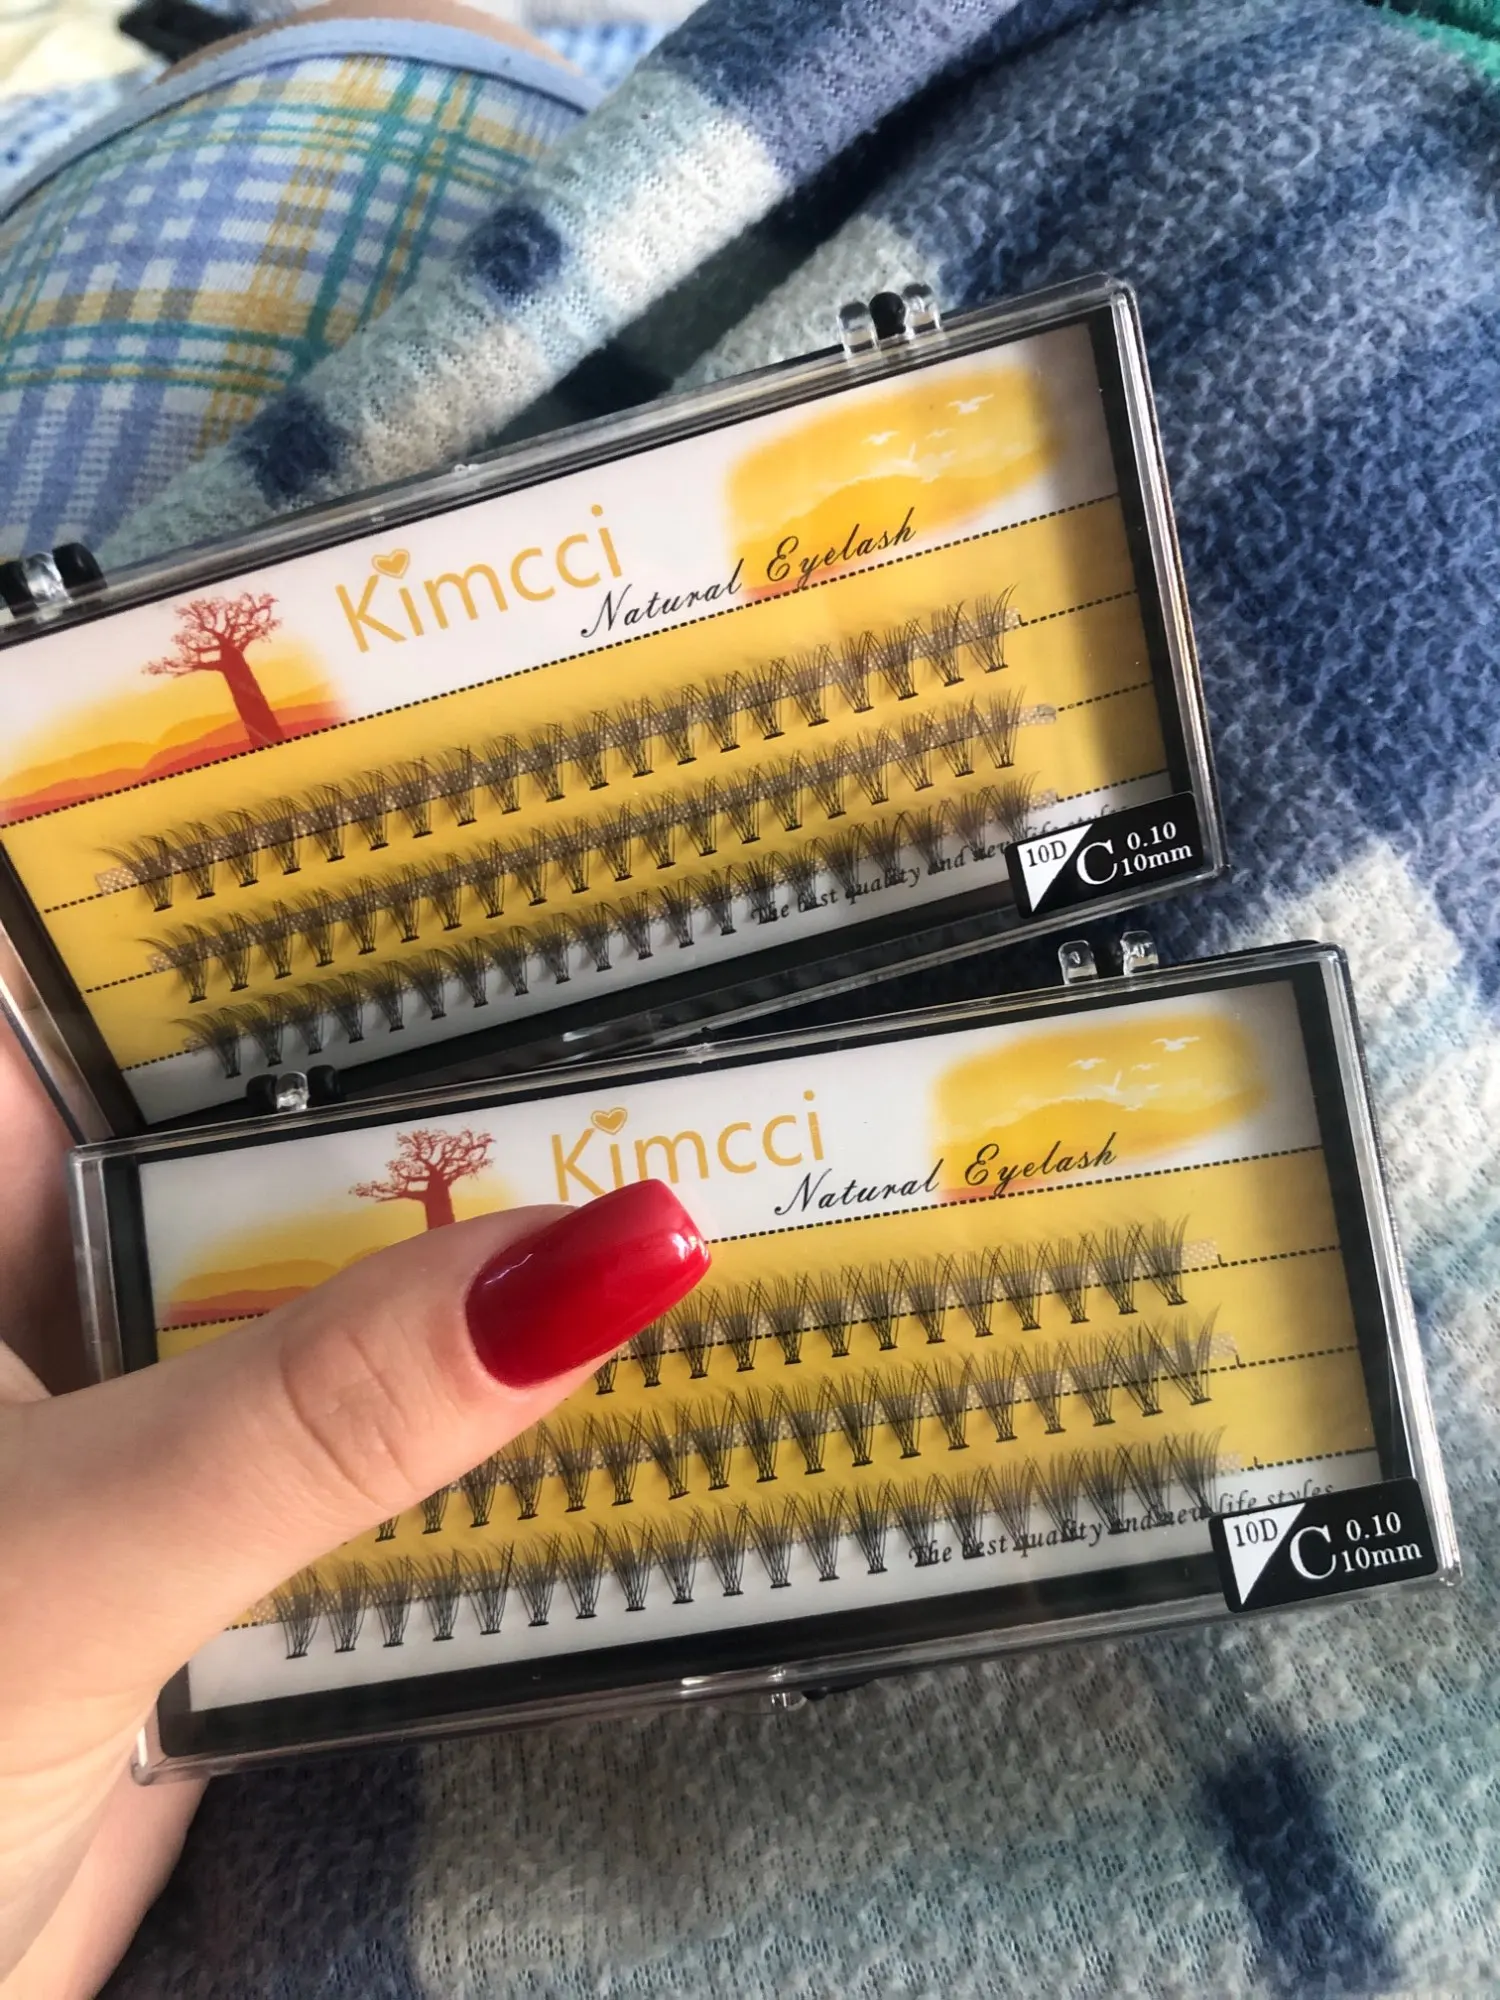 Kimcci
Natural Eyelash
The best quality and new life styles
10D C 0.10
10mm
Kimcci
Natural Eyelash
The best quality and new life styles
10D C 0.10
10mm